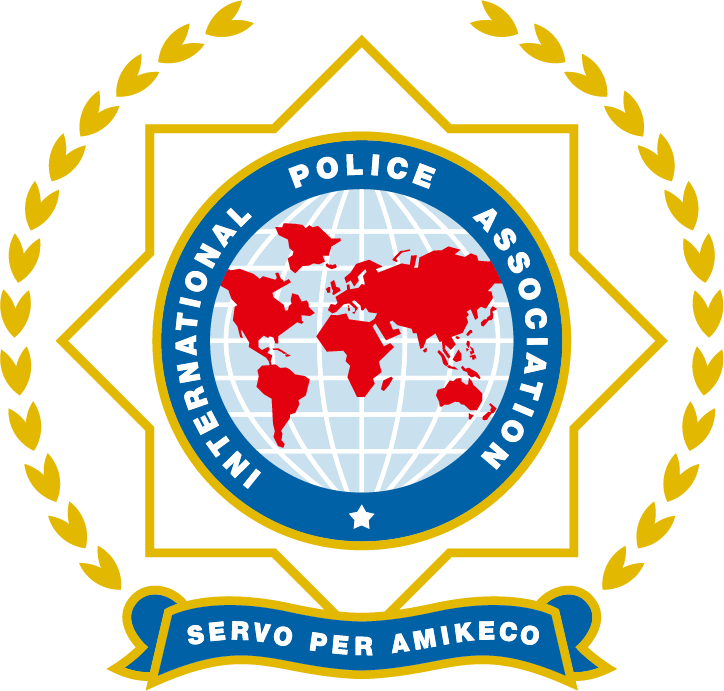 INTERNATIONAL POLICE ASSOCIATION
SERVO PER AMIKECO